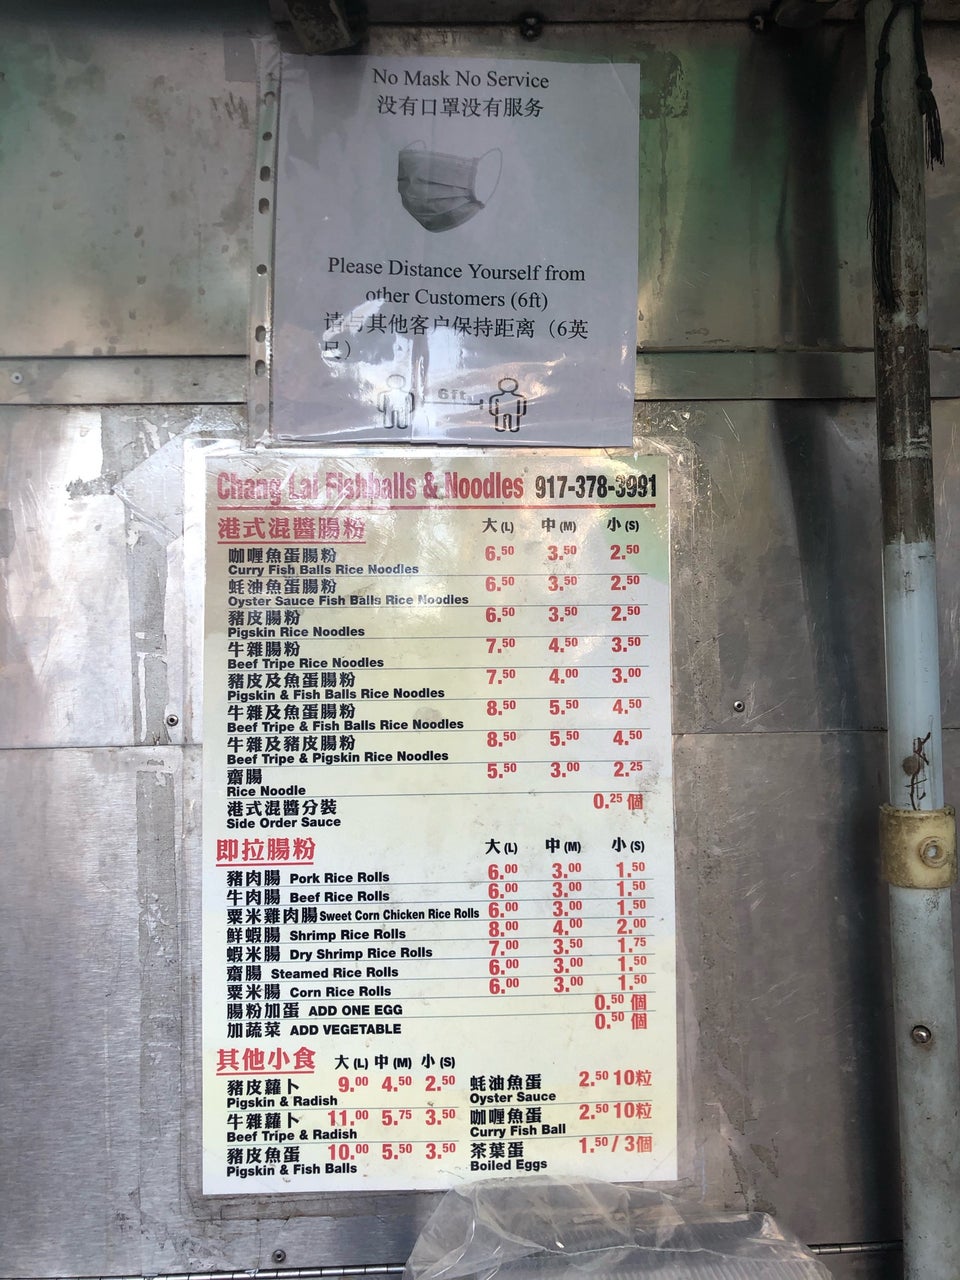 No Mask No Service
没有口罩没有服务
Please Distance Yourself from
other Customers (6ft)
请与其他客户保持距离（6英
尺）
6ft
Chang Lai Fishballs & Noodles 917-378-3991
港式混醬腸粉 大 (L) 中 (M) 小 (S)
咖喱魚蛋腸粉 6.50 3.50 2.50
Curry Fish Balls Rice Noodles
蚝油魚蛋腸粉 6.50 3.50 2.50
Oyster Sauce Fish Balls Rice Noodles
豬皮腸粉 6.50 3.50 2.50
Pigskin Rice Noodles
牛雜腸粉 7.50 4.50 3.50
Beef Tripe Rice Noodles
豬皮及魚蛋腸粉 7.50 4.00 3.00
Pigskin & Fish Balls Rice Noodles
牛雜及魚蛋腸粉 8.50 5.50 4.50
Beef Tripe & Fish Balls Rice Noodles
牛雜及豬皮腸粉 8.50 5.50 4.50
Beef Tripe & Pigskin Rice Noodles
齋腸 5.50 3.00 2.25
Rice Noodle
港式混醬分裝 0.25 個
Side Order Sauce
即拉腸粉 大 (L) 中 (M) 小 (S)
豬肉腸 Pork Rice Rolls 6.00 3.00 1.50
牛肉腸 Beef Rice Rolls 6.00 3.00 1.50
粟米雞肉腸 Sweet Corn Chicken Rice Rolls 6.00 3.00 1.50
鮮蝦腸 Shrimp Rice Rolls 8.00 4.00 2.00
蝦米腸 Dry Shrimp Rice Rolls 7.00 3.50 1.75
齋腸 Steamed Rice Rolls 6.00 3.00 1.50
粟米腸 Corn Rice Rolls 6.00 3.00 1.50
腸粉加蛋 ADD ONE EGG 0.50 個
加蔬菜 ADD VEGETABLE 0.50 個
其他小食 大 (L) 中 (M) 小 (S)
豬皮蘿卜 9.00 4.50 2.50
Pigskin & Radish
牛雜蘿卜 11.00 5.75 3.50
Beef Tripe & Radish
豬皮魚蛋 10.00 5.50 3.50
Pigskin & Fish Balls
蚝油魚蛋 2.50 10粒
Oyster Sauce
咖喱魚蛋 2.50 10粒
Curry Fish Ball
茶葉蛋 1.50 / 3個
Boiled Eggs